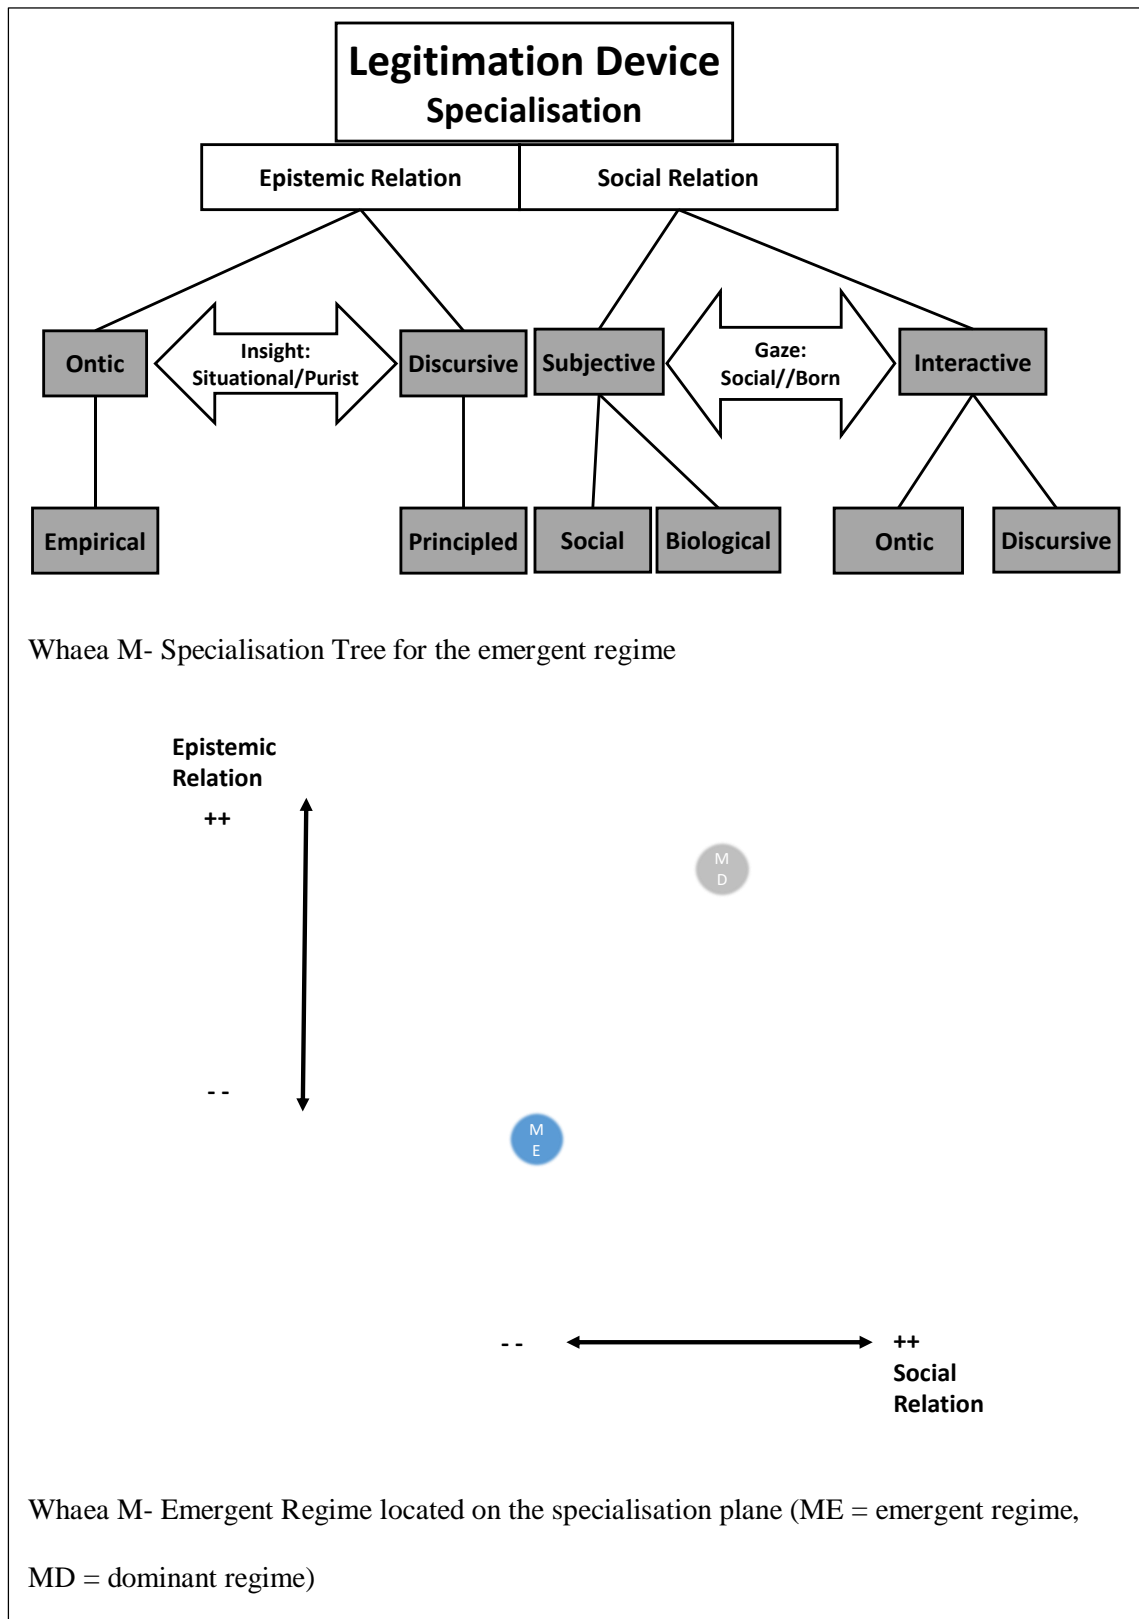 Legitimation Device
Specialisation
Epistemic Relation
Social Relation
Ontic
Insight:
Situational/Purist
Discursive
Subjective
Gaze:
Social//Born
Interactive
Empirical
Principled
Social
Biological
Ontic
Discursive
Whaea M- Specialisation Tree for the emergent regime
Epistemic
Relation
++
M
D
- -
M
E
- -
++
Social
Relation
Whaea M- Emergent Regime located on the specialisation plane (ME = emergent regime,
MD = dominant regime)